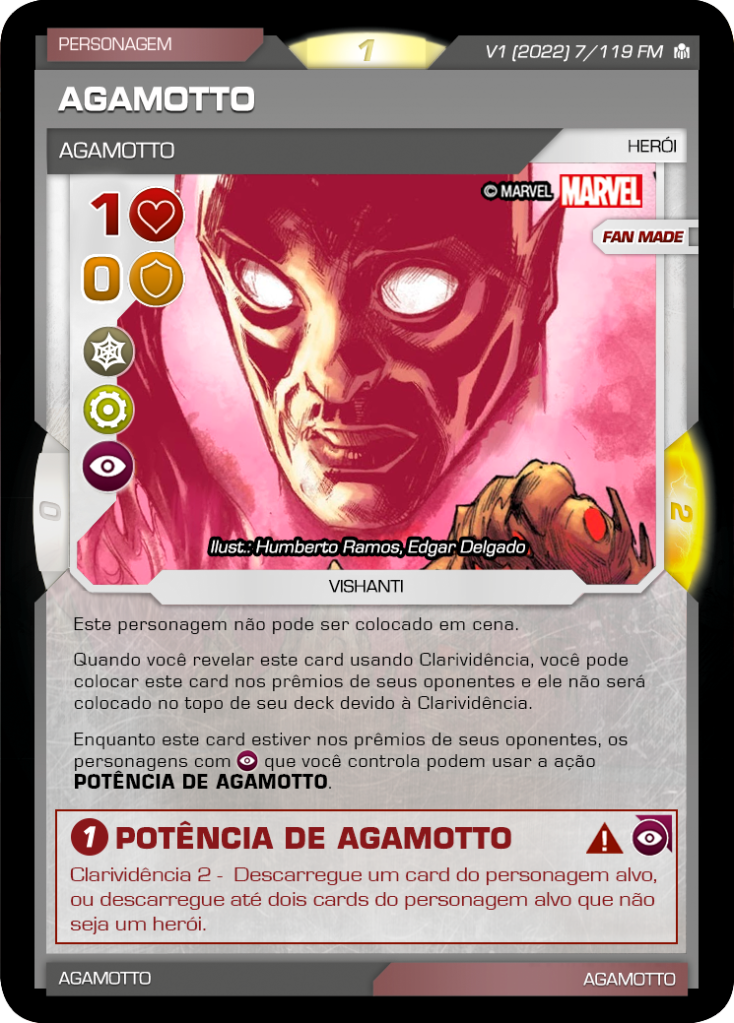 PERSONAGEM
1
V1 (2022) 7/119 FM
AGAMOTTO
AGAMOTTO
HERÓI
© MARVEL MARVEL
1
FAN MADE
0
0
2
Ilust.: Humberto Ramos, Edgar Delgado
VISHANTI
Este personagem não pode ser colocado em cena.
Quando você revelar este card usando Clarividência, você pode
colocar este card nos prêmios de seus oponentes e ele não será
colocado no topo de seu deck devido à Clarividência.
Enquanto este card estiver nos prêmios de seus oponentes, os
personagens com que você controla podem usar a ação
POTÊNCIA DE AGAMOTTO.
1 POTÊNCIA DE AGAMOTTO
Clarividência 2 - Descarregue um card do personagem alvo,
ou descarregue até dois cards do personagem alvo que não
seja um herói.
AGAMOTTO
AGAMOTTO